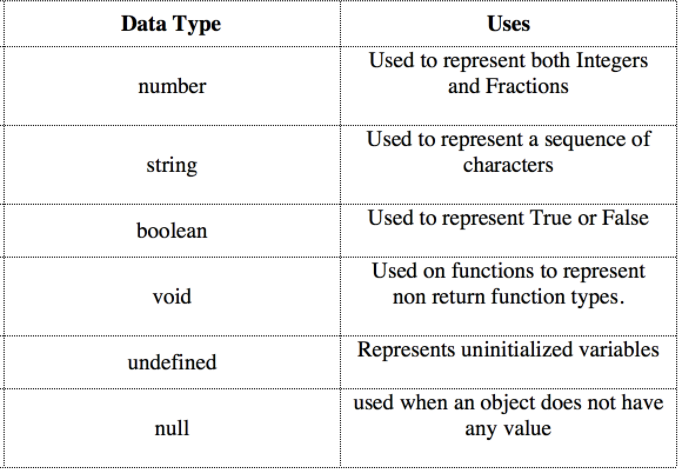 Data Type
Uses
number
Used to represent both Integers
and Fractions
string
Used to represent a sequence of
characters
boolean
Used to represent True or False
void
Used on functions to represent
non return function types.
undefined
Represents uninitialized variables
null
used when an object does not have
any value